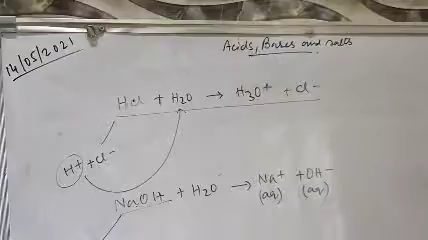 14/05/2021
Acids, Bases and salts
Hcl + H2O → H3O+ + Cl-
H+ + Cl-
NaOH + H2O → Na+ + OH-
(aq) (aq)